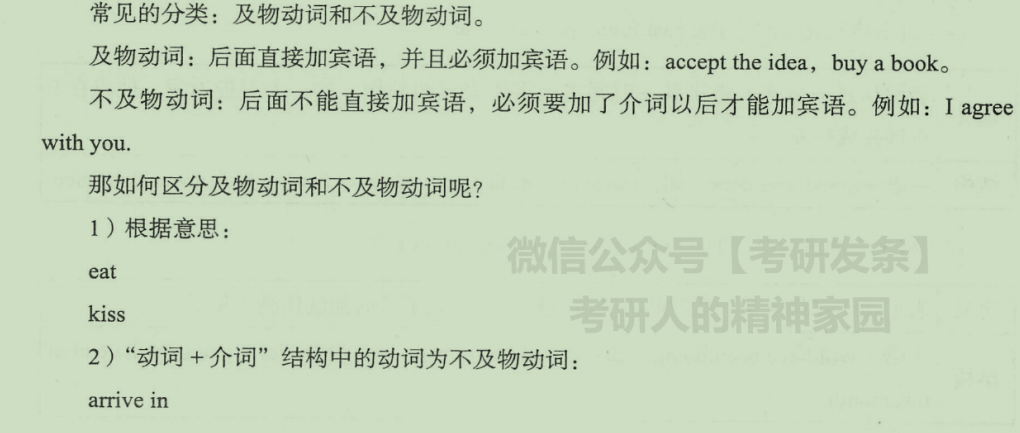 常见的分类：及物动词和不及物动词。
及物动词：后面直接加宾语，并且必须加宾语。例如：accept the idea，buy a book。
不及物动词：后面不能直接加宾语，必须要加了介词以后才能加宾语。例如：I agree
with you.
那如何区分及物动词和不及物动词呢？
1）根据意思：
微信公众号【考研发条】
eat
考研人的精神家园
kiss
2）“动词 + 介词”结构中的动词为不及物动词：
arrive in